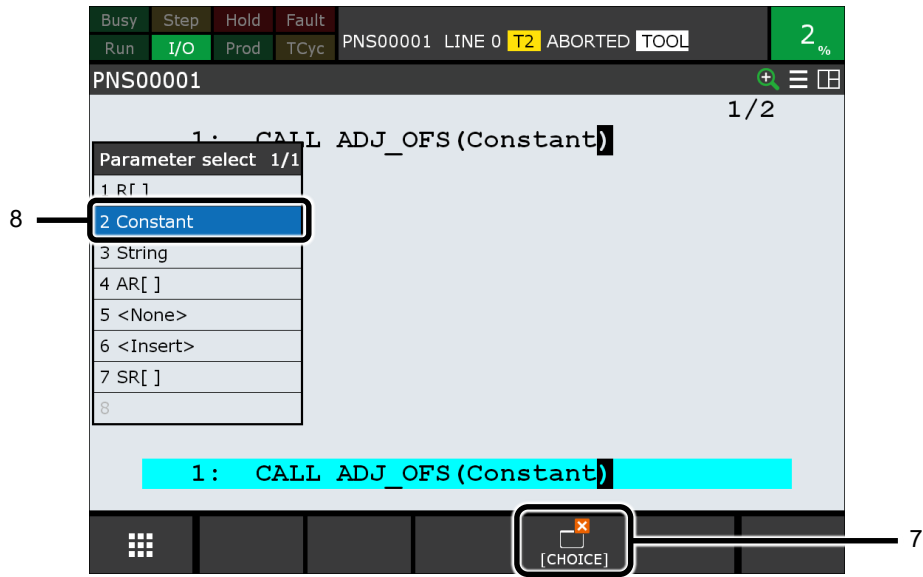 Busy Step Hold Fault
Run I/O Prod TCyc
PNS00001 LINE 0 T2 ABORTED TOOL
2%
PNS00001
1/2
1: CALL ADJ_OFS(Constant)
Parameter select 1/1
1 R[ ]
8
2 Constant
3 String
4 AR[ ]
5 <None>
6 <Insert>
7 SR[ ]
8
1: CALL ADJ_OFS(Constant)
[CHOICE]
7